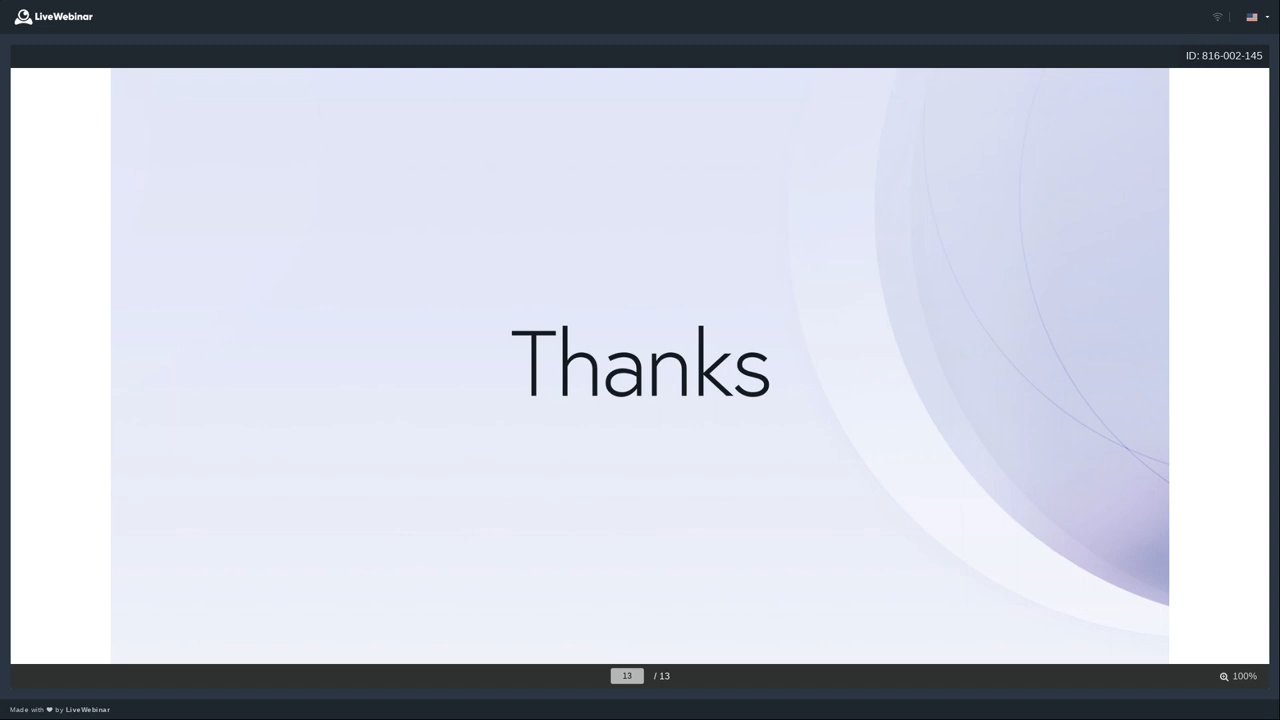 LiveWebinar
ID: 816-002-145
Thanks
13 / 13
100%
Made with ❤ by LiveWebinar